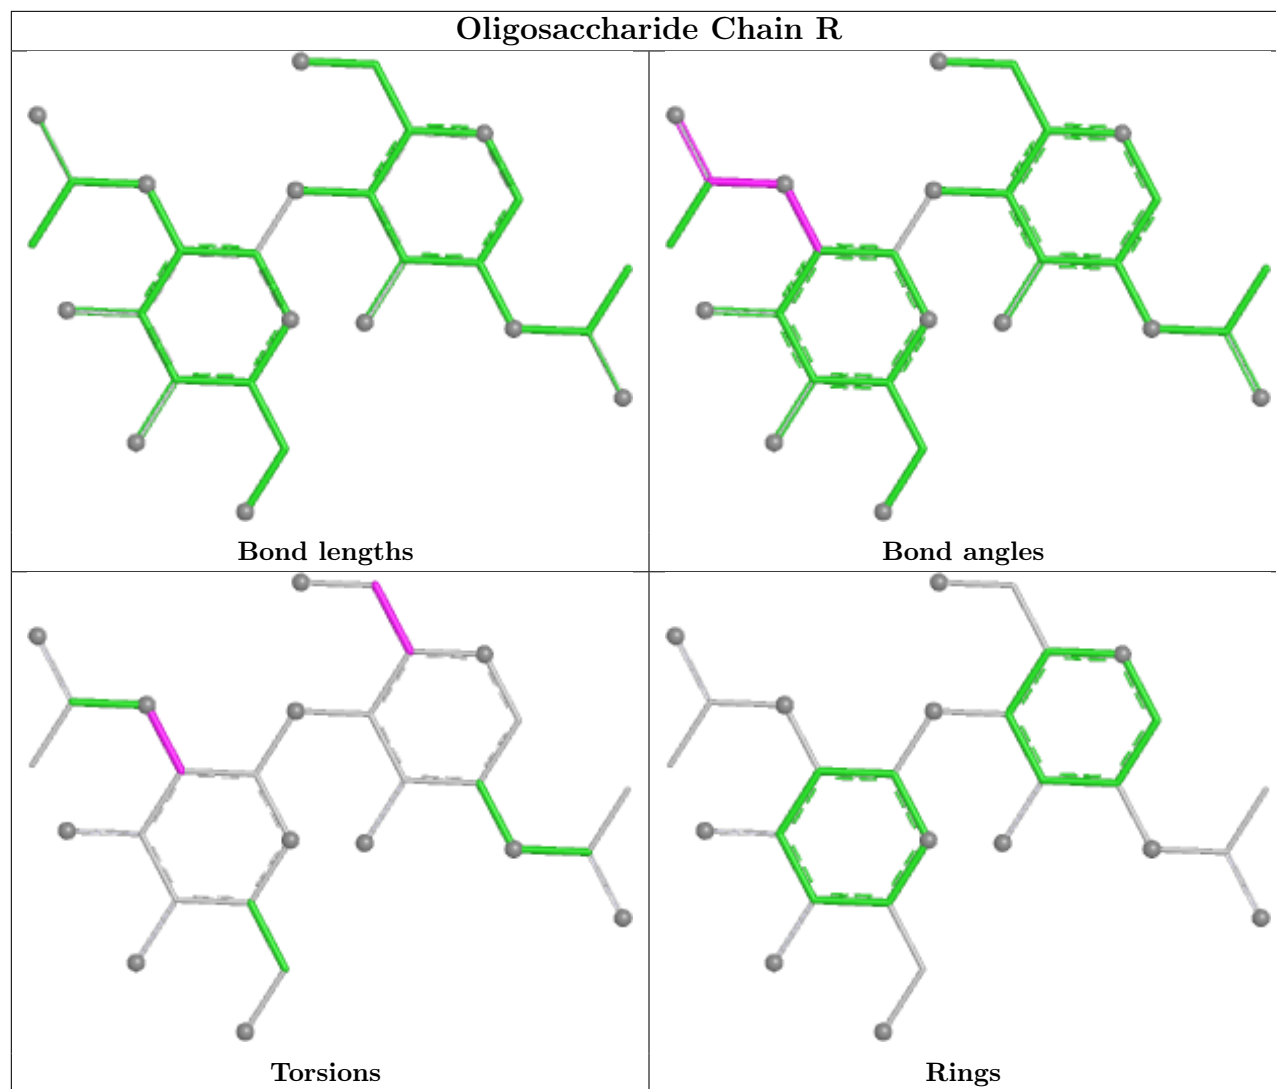 Oligosaccharide Chain R
Bond lengths
Bond angles
Torsions
Rings